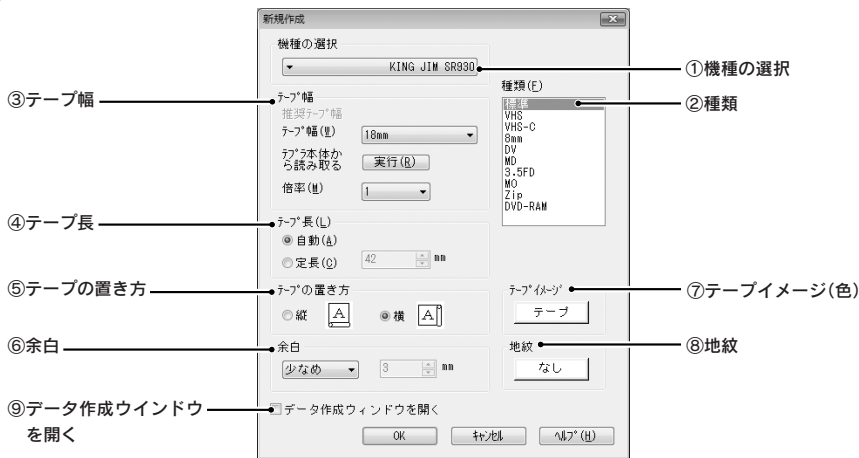 新規作成
機種の選択
KING JIM SR930
①機種の選択
種類(F)
標準
VHS
VHS-C
8mm
DV
MD
3.5FD
MO
Zip
DVD-RAM
②種類
③テープ幅
ﾃｰﾌﾟ幅
推奨ﾃｰﾌﾟ幅
ﾃｰﾌﾟ幅(W)
18mm
ﾃﾌﾟﾗ本体か
ら読み取る
実行(R)
倍率(M)
1
④テープ長
ﾃｰﾌﾟ長(L)
自動(A)
定長(C)
42
mm
⑤テープの置き方
ﾃｰﾌﾟの置き方
縦
A
横
A
ﾃｰﾌﾟｲﾒｰｼﾞ
テープ
⑦テープイメージ(色)
⑥余白
余白
少なめ
3
mm
地紋
なし
⑧地紋
⑨データ作成ウインドウ
を開く
データ作成ウィンドウを開く
OK
ｷｬﾝｾﾙ
ﾍﾙﾌﾟ(H)